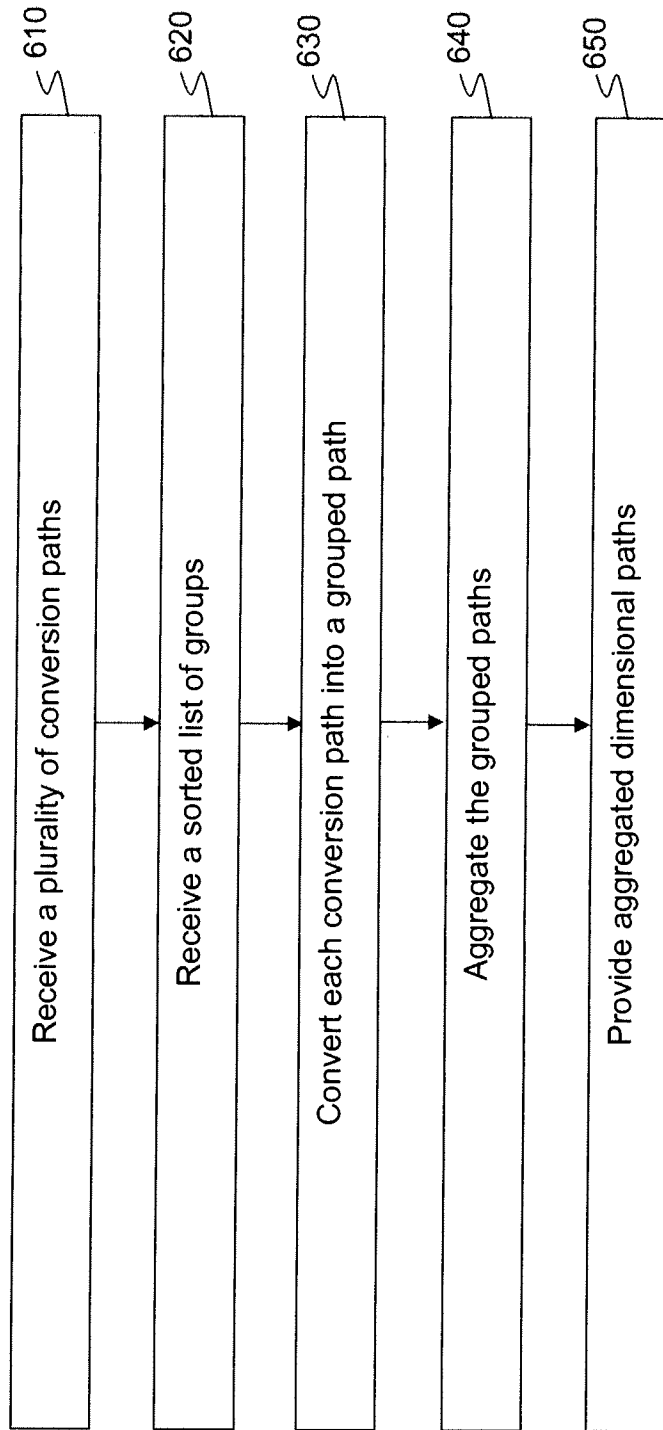 Receive a plurality of conversion paths
610
Receive a sorted list of groups
620
Convert each conversion path into a grouped path
630
Aggregate the grouped paths
640
Provide aggregated dimensional paths
650